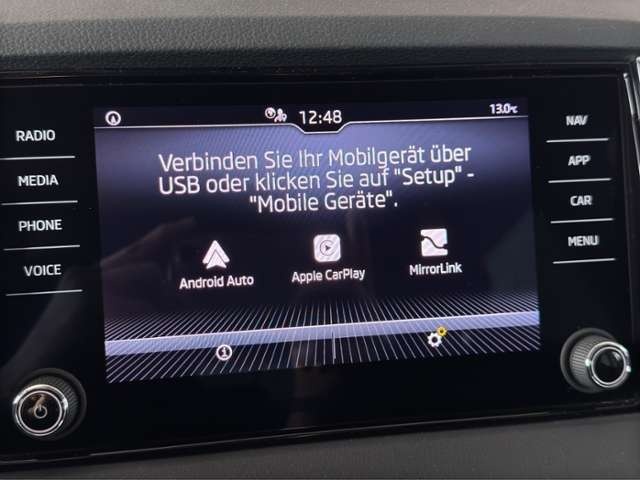 12:48
13.0°C
RADIO
MEDIA
PHONE
VOICE
Verbinden Sie Ihr Mobilgerät über
USB oder klicken Sie auf "Setup" -
"Mobile Geräte".
Android Auto
Apple CarPlay
MirrorLink
NAV
APP
CAR
MENU